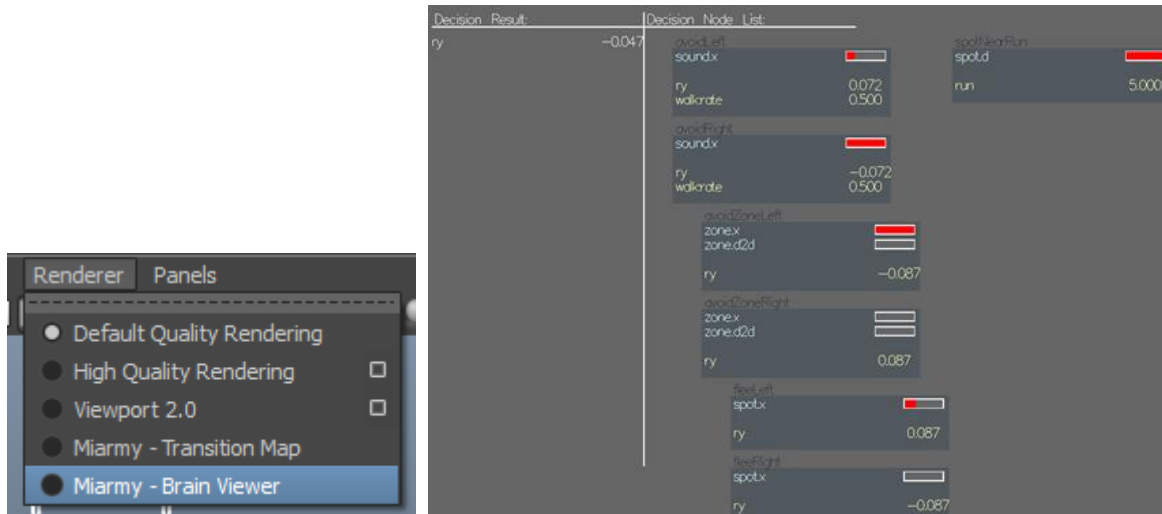 Renderer Panels
Default Quality Rendering
High Quality Rendering
Viewport 2.0
Miarmy - Transition Map
Miarmy - Brain Viewer
Decision Result:
ry -0.047
Decision Node List:
avoidLeft
sound.x
ry 0.072
walkrate 0.500
avoidRight
sound.x
ry -0.072
walkrate 0.500
avoidZoneLeft
zone.x
zone.d2d
ry -0.087
avoidZoneRight
zone.x
zone.d2d
ry 0.087
fleeLeft
spot.x
ry 0.087
fleeRight
spot.x
ry -0.087
spotNearRun
spot.d
run 5.000